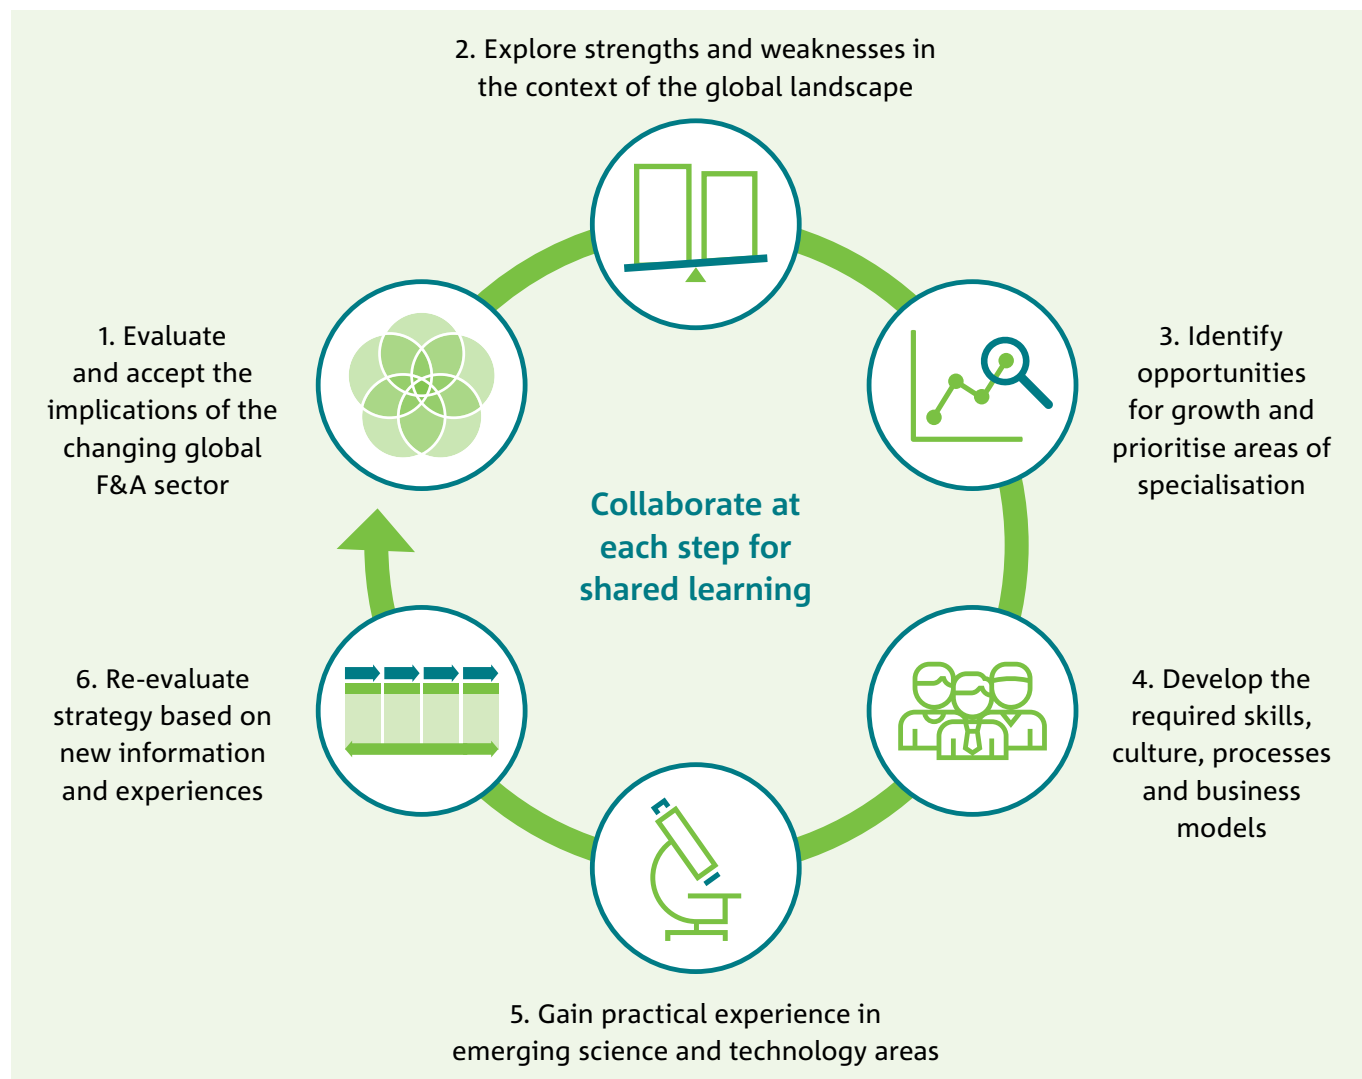 2. Explore strengths and weaknesses in
the context of the global landscape
1. Evaluate
and accept the
implications of the
changing global
F&A sector
3. Identify
opportunities
for growth and
prioritise areas of
specialisation
Collaborate at
each step for
shared learning
6. Re-evaluate
strategy based on
new information
and experiences
4. Develop the
required skills,
culture, processes
and business
models
5. Gain practical experience in
emerging science and technology areas